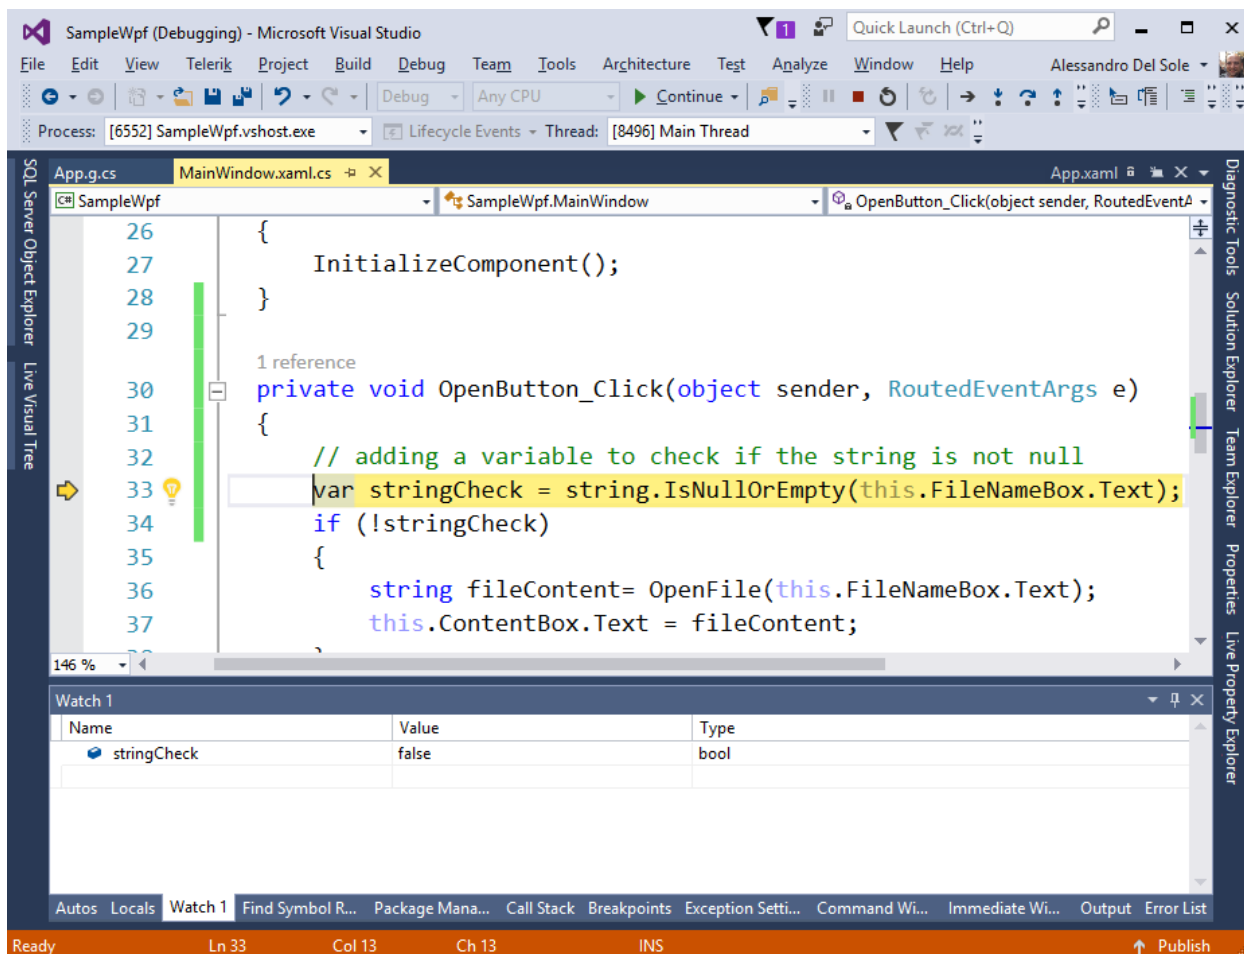 SampleWpf (Debugging) - Microsoft Visual Studio
1
Quick Launch (Ctrl+Q)
File Edit View Telerik Project Build Debug Team Tools Architecture Test Analyze Window Help Alessandro Del Sole
Debug Any CPU Continue
Process: [6552] SampleWpf.vshost.exe Lifecycle Events Thread: [8496] Main Thread
SQL Server Object Explorer
Live Visual Tree
App.g.cs MainWindow.xaml.cs App.xaml
C# SampleWpf SampleWpf.MainWindow OpenButton_Click(object sender, RoutedEventA
26 {
27 InitializeComponent();
28 }
29
1 reference
30 private void OpenButton_Click(object sender, RoutedEventArgs e)
31 {
32 // adding a variable to check if the string is not null
33 var stringCheck = string.IsNullOrEmpty(this.FileNameBox.Text);
34 if (!stringCheck)
35 {
36 string fileContent= OpenFile(this.FileNameBox.Text);
37 this.ContentBox.Text = fileContent;
146 %
Diagnostic Tools
Solution Explorer
Team Explorer
Properties
Live Property Explorer
Watch 1
Name Value Type
stringCheck false bool
Autos Locals Watch 1 Find Symbol R... Package Mana... Call Stack Breakpoints Exception Setti... Command Wi... Immediate Wi... Output Error List
Ready Ln 33 Col 13 Ch 13 INS Publish